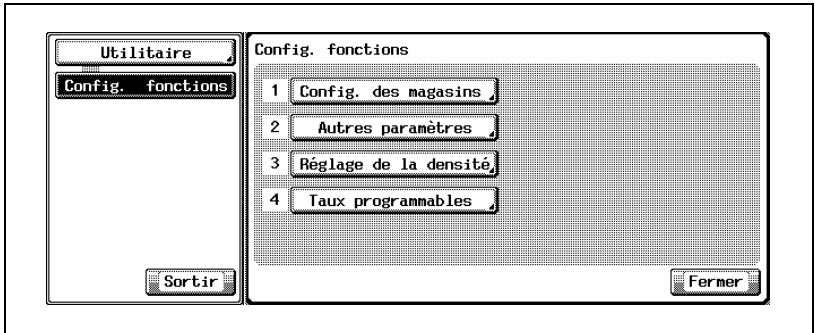 Utilitaire
Config. fonctions
Sortir
Config. fonctions
1 Config. des magasins
2 Autres paramètres
3 Réglage de la densité
4 Taux programmables
Fermer